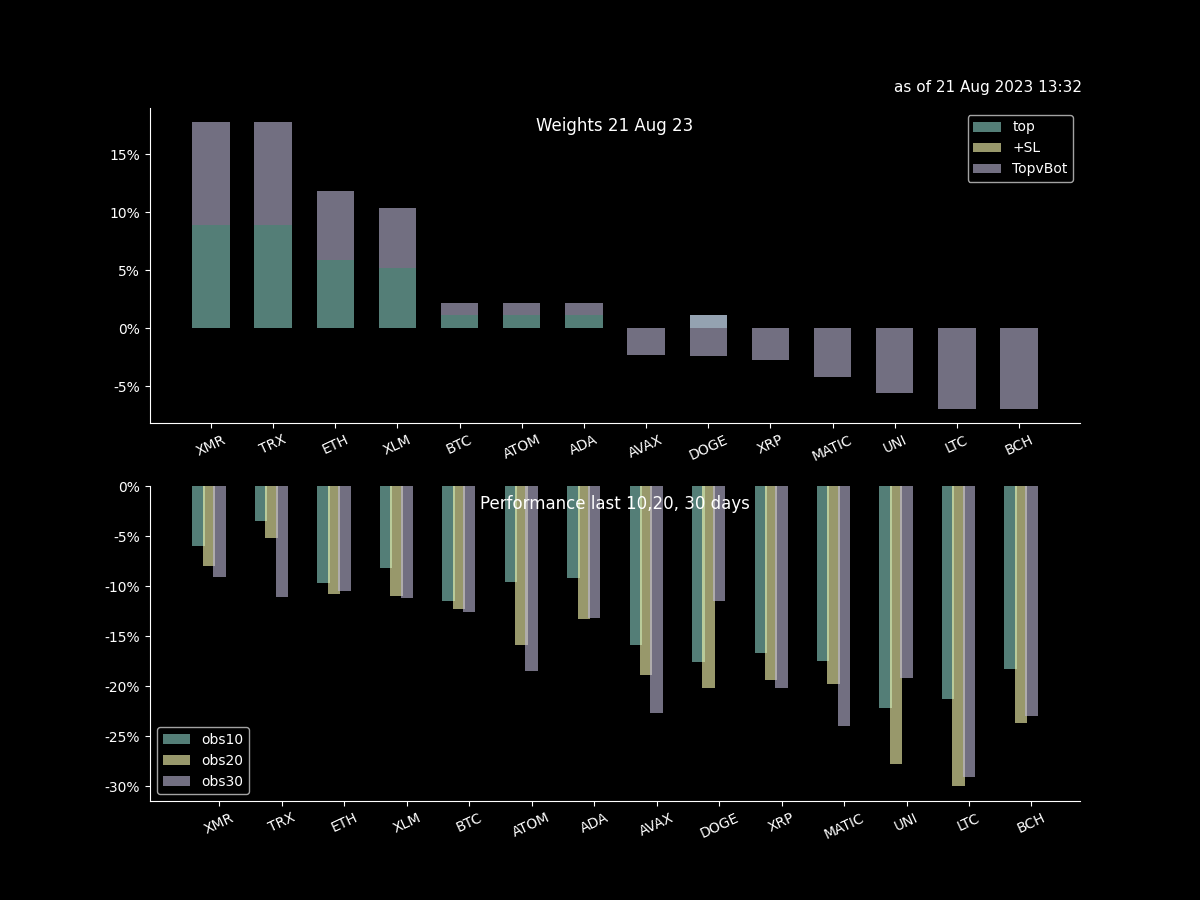 as of 21 Aug 2023 13:32
Weights 21 Aug 23
top
+SL
TopvBot
15%
10%
5%
0%
-5%
XMR TRX ETH XLM BTC ATOM ADA AVAX DOGE XRP MATIC UNI LTC BCH
Performance last 10,20, 30 days
0%
-5%
-10%
-15%
-20%
-25%
-30%
obs10
obs20
obs30
XMR TRX ETH XLM BTC ATOM ADA AVAX DOGE XRP MATIC UNI LTC BCH